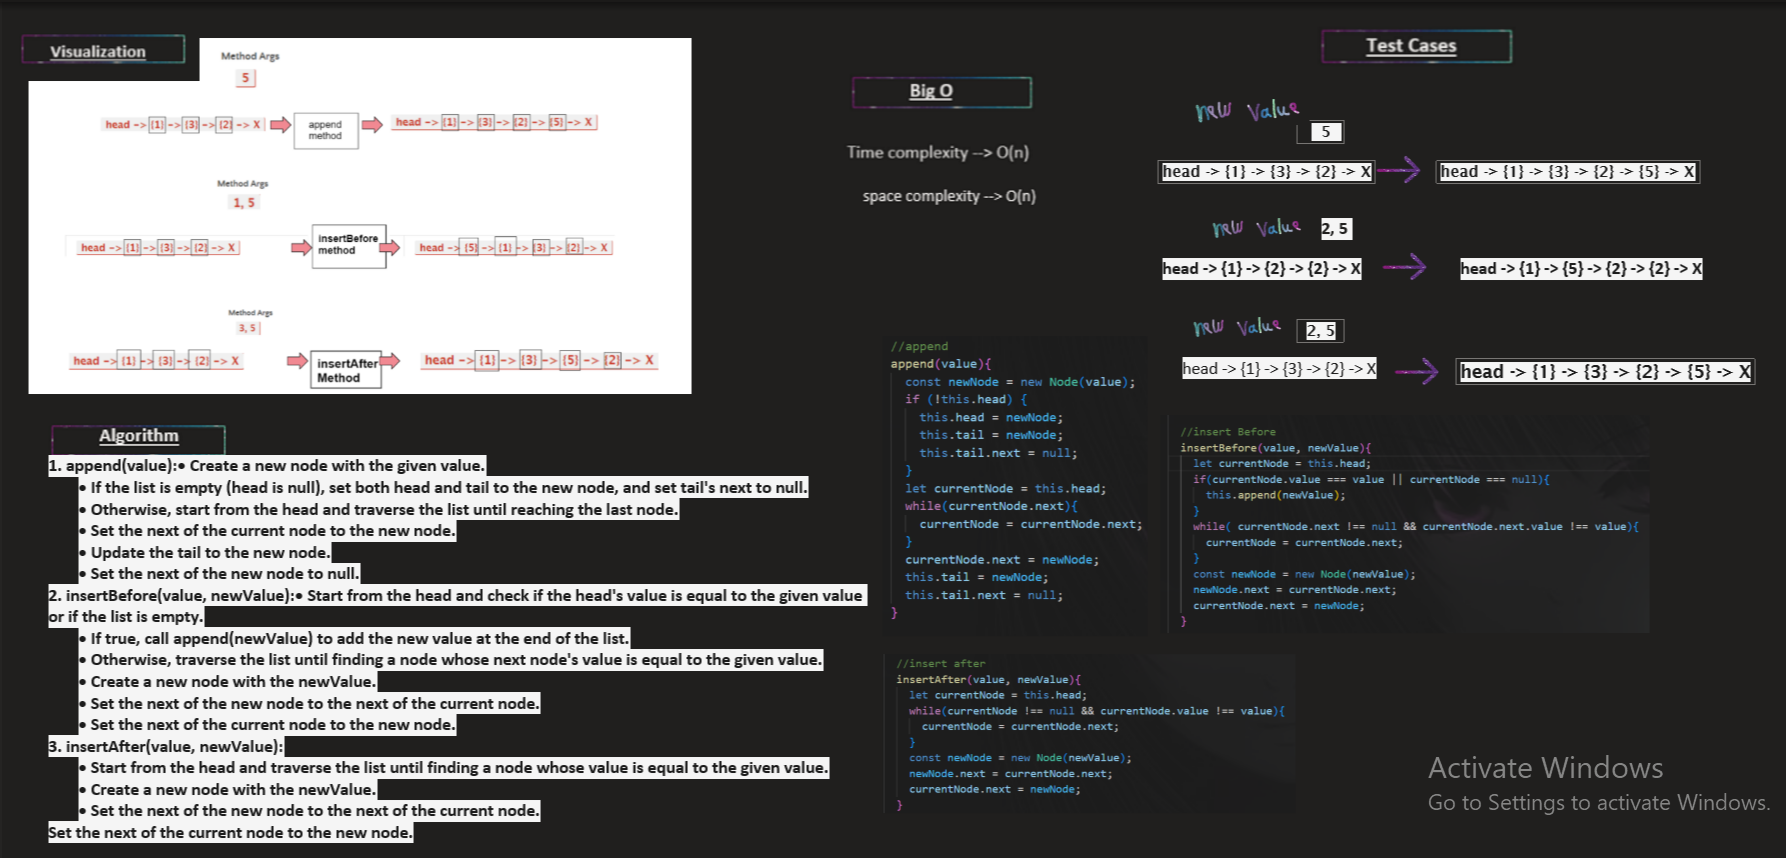 Visualization
Method Args
5
head -> {1} -> {3} -> {2} -> X
append
method
head -> {1} -> {3} -> {2} -> {5} -> X
Method Args
1, 5
head -> {1} -> {3} -> {2} -> X
insertBefore
method
head -> {5} -> {1} -> {3} -> {2} -> X
Method Args
3, 5
head -> {1} -> {3} -> {2} -> X
insertAfter
Method
head -> {1} -> {3} -> {5} -> {2} -> X
Algorithm
1. append(value):• Create a new node with the given value.
• If the list is empty (head is null), set both head and tail to the new node, and set tail's next to null.
• Otherwise, start from the head and traverse the list until reaching the last node.
• Set the next of the current node to the new node.
• Update the tail to the new node.
• Set the next of the new node to null.
2. insertBefore(value, newValue):• Start from the head and check if the head's value is equal to the given value
or if the list is empty.
• If true, call append(newValue) to add the new value at the end of the list.
• Otherwise, traverse the list until finding a node whose next node's value is equal to the given value.
• Create a new node with the newValue.
• Set the next of the new node to the next of the current node.
• Set the next of the current node to the new node.
3. insertAfter(value, newValue):
• Start from the head and traverse the list until finding a node whose value is equal to the given value.
• Create a new node with the newValue.
• Set the next of the new node to the next of the current node.
Set the next of the current node to the new node.
Big O
Time complexity --> O(n)
space complexity --> O(n)
//append
append(value){
const newNode = new Node(value);
if (!this.head) {
this.head = newNode;
this.tail = newNode;
this.tail.next = null;
}
let currentNode = this.head;
while(currentNode.next){
currentNode = currentNode.next;
}
currentNode.next = newNode;
this.tail = newNode;
this.tail.next = null;
}
//insert after
insertAfter(value, newValue){
let currentNode = this.head;
while(currentNode !== null && currentNode.value !== value){
currentNode = currentNode.next;
}
const newNode = new Node(newValue);
newNode.next = currentNode.next;
currentNode.next = newNode;
}
Test Cases
new value
5
head -> {1} -> {3} -> {2} -> X
head -> {1} -> {3} -> {2} -> {5} -> X
new value 2, 5
head -> {1} -> {2} -> {2} -> X
head -> {1} -> {5} -> {2} -> {2} -> X
new value 2, 5
head -> {1} -> {3} -> {2} -> X
head -> {1} -> {3} -> {2} -> {5} -> X
//insert Before
insertBefore(value, newValue){
let currentNode = this.head;
if(currentNode.value === value || currentNode === null){
this.append(newValue);
}
while( currentNode.next !== null && currentNode.next.value !== value){
currentNode = currentNode.next;
}
const newNode = new Node(newValue);
newNode.next = currentNode.next;
currentNode.next = newNode;
}
Activate Windows
Go to Settings to activate Windows.